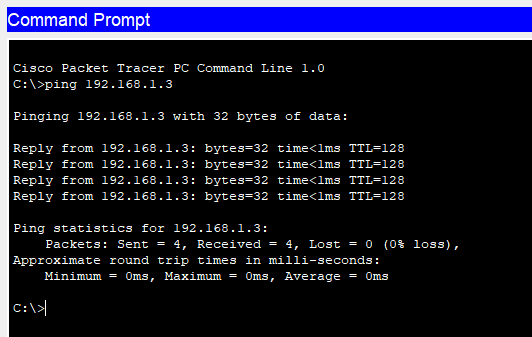 Command Prompt
Cisco Packet Tracer PC Command Line 1.0
C:\>ping 192.168.1.3
Pinging 192.168.1.3 with 32 bytes of data:
Reply from 192.168.1.3: bytes=32 time<1ms TTL=128
Reply from 192.168.1.3: bytes=32 time<1ms TTL=128
Reply from 192.168.1.3: bytes=32 time<1ms TTL=128
Reply from 192.168.1.3: bytes=32 time<1ms TTL=128
Ping statistics for 192.168.1.3:
    Packets: Sent = 4, Received = 4, Lost = 0 (0% loss),
Approximate round trip times in milli-seconds:
    Minimum = 0ms, Maximum = 0ms, Average = 0ms
C:\>